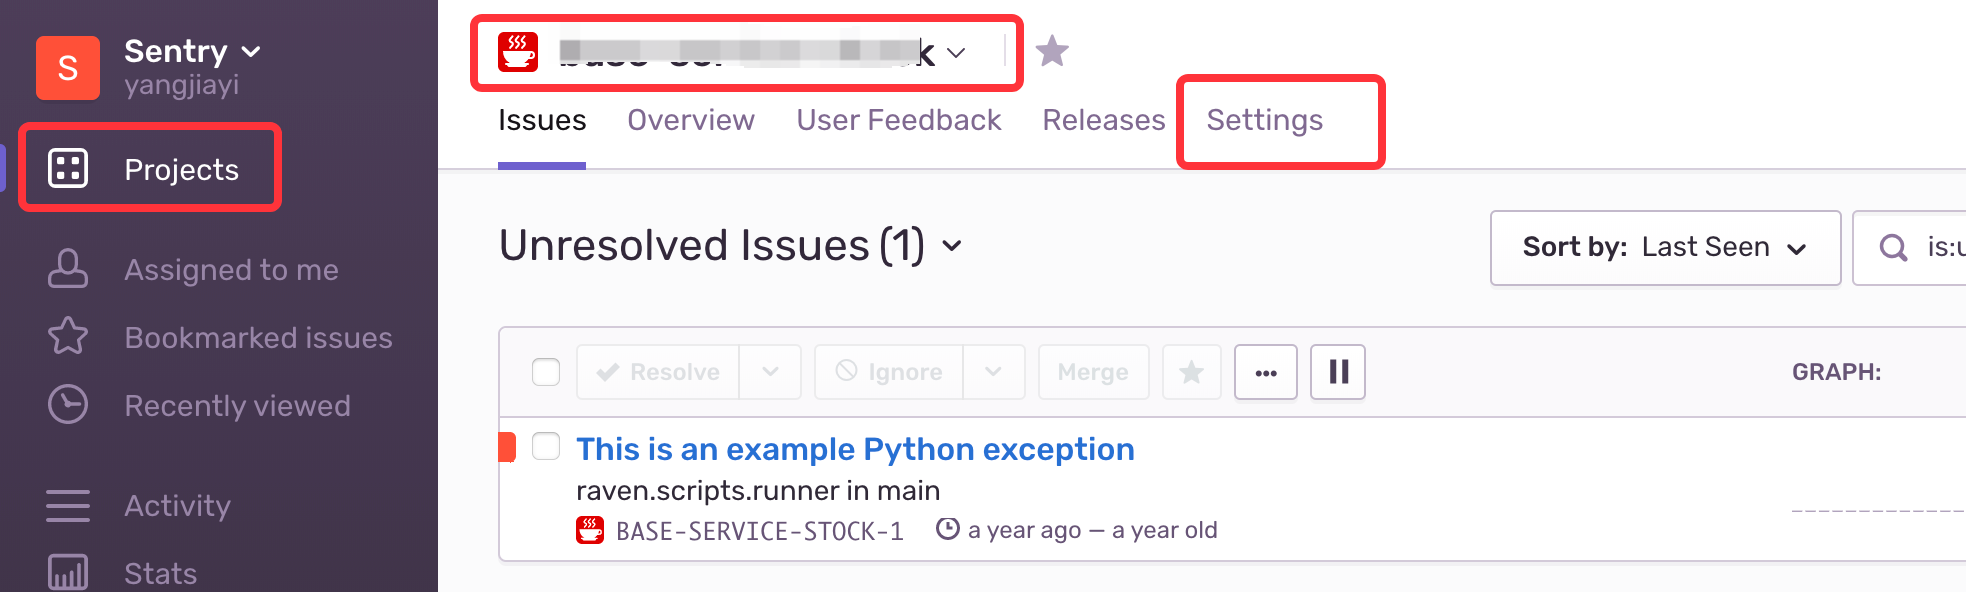 S
Sentry
yangjiayi
Projects
Assigned to me
Bookmarked issues
Recently viewed
Activity
Stats
Issues Overview User Feedback Releases Settings
Unresolved Issues (1)
Sort by: Last Seen
is:u
Resolve Ignore Merge ••• GRAPH:
This is an example Python exception
raven.scripts.runner in main
BASE-SERVICE-STOCK-1 a year ago — a year old